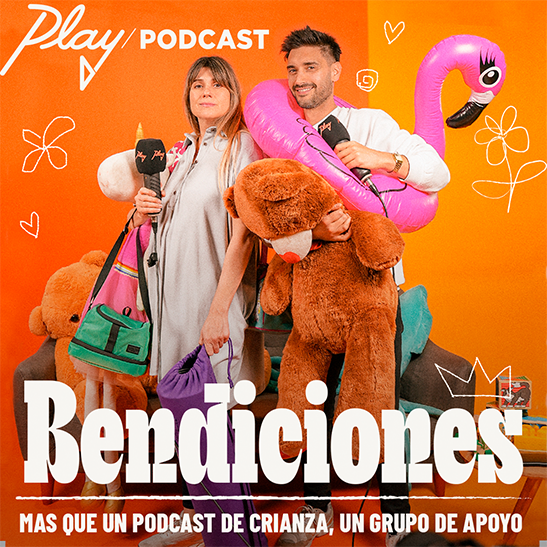 Play/PODCAST
Play
Play
Bendiciones
MAS QUE UN PODCAST DE CRIANZA, UN GRUPO DE APOYO